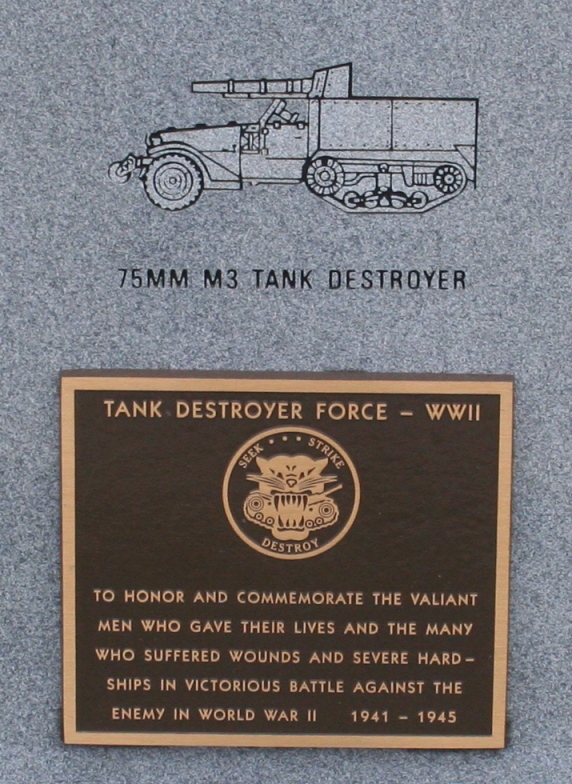 75MM M3 TANK DESTROYER
TANK DESTROYER FORCE – WWII
SEEK • • • STRIKE
DESTROY
TO HONOR AND COMMEMORATE THE VALIANT
MEN WHO GAVE THEIR LIVES AND THE MANY
WHO SUFFERED WOUNDS AND SEVERE HARD–
SHIPS IN VICTORIOUS BATTLE AGAINST THE
ENEMY IN WORLD WAR II 1941 – 1945